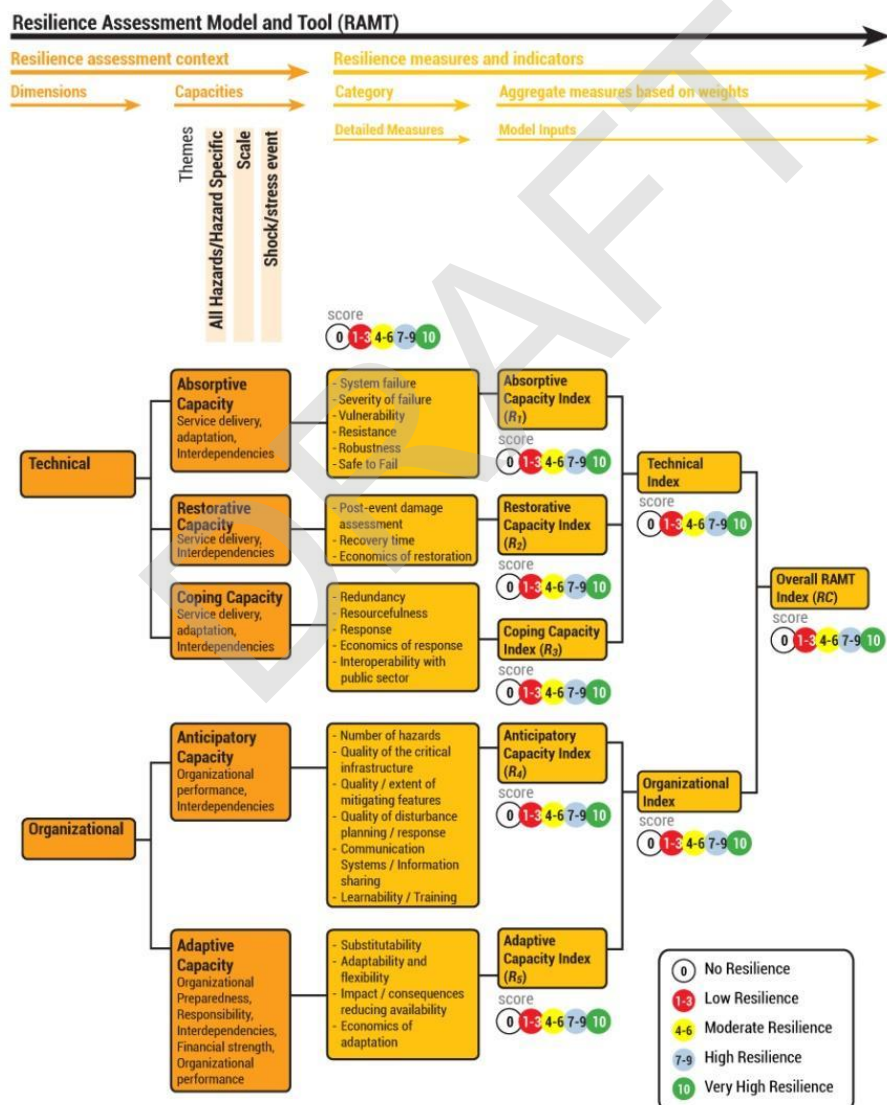 Resilience Assessment Model and Tool (RAMT)
Resilience assessment context
Resilience measures and indicators
Dimensions
Capacities
Category
Aggregate measures based on weights
Detailed Measures
Model Inputs
Themes
All Hazards/Hazard Specific
Scale
Shock/stress event
score
0 1-3 4-6 7-9 10
Technical
Absorptive
Capacity
Service delivery,
adaptation,
Interdependencies
- System failure
- Severity of failure
- Vulnerability
- Resistance
- Robustness
- Safe to Fail
Absorptive
Capacity Index
(R1)
score
0 1-3 4-6 7-9 10
Restorative
Capacity
Service delivery,
Interdependencies
- Post-event damage
assessment
- Recovery time
- Economics of restoration
Restorative
Capacity Index
(R2)
score
0 1-3 4-6 7-9 10
Coping Capacity
Service delivery,
adaptation,
Interdependencies
- Redundancy
- Resourcefulness
- Response
- Economics of response
- Interoperability with
public sector
Coping Capacity
Index (R3)
score
0 1-3 4-6 7-9 10
Technical
Index
score
0 1-3 4-6 7-9 10
Overall RAMT
Index (RC)
score
0 1-3 4-6 7-9 10
Organizational
Anticipatory
Capacity
Organizational
performance,
Interdependencies
- Number of hazards
- Quality of the critical
infrastructure
- Quality / extent of
mitigating features
- Quality of disturbance
planning / response
- Communication
Systems / Information
sharing
- Learnability / Training
Anticipatory
Capacity Index
(R4)
score
0 1-3 4-6 7-9 10
Organizational
Index
score
0 1-3 4-6 7-9 10
Adaptive
Capacity
Organizational
Preparedness,
Responsibility,
Interdependencies,
Financial strength,
Organizational
performance
- Substitutability
- Adaptability and
flexibility
- Impact / consequences
reducing availability
- Economics of
adaptation
Adaptive
Capacity Index
(R5)
score
0 1-3 4-6 7-9 10
0 No Resilience
1-3 Low Resilience
4-6 Moderate Resilience
7-9 High Resilience
10 Very High Resilience
DRAFT